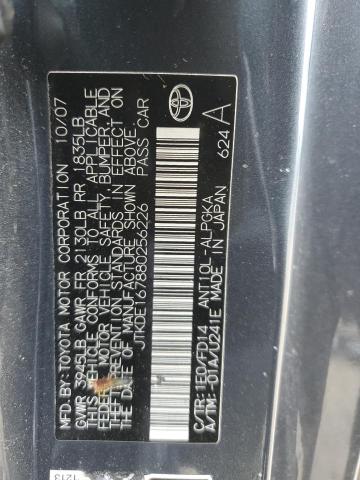 MFD.BY:TOYOTA MOTOR CORPORATION 10/07
GVWR 3945LB GAWR FR 2130LB RR 1835LB
THIS VEHICLE CONFORMS TO ALL APPLICABLE
FEDERAL MOTOR VEHICLE SAFETY, BUMPER, AND
THEFT PREVENTION STANDARDS IN EFFECT ON
THE DATE OF MANUFACTURE SHOWN ABOVE.
JTKDE167880256226 PASS CAR
C/TR:1E0/FD14 ANT10L-ALPGKA
A/TM:-01A/U241E MADE IN JAPAN
624 A
1213